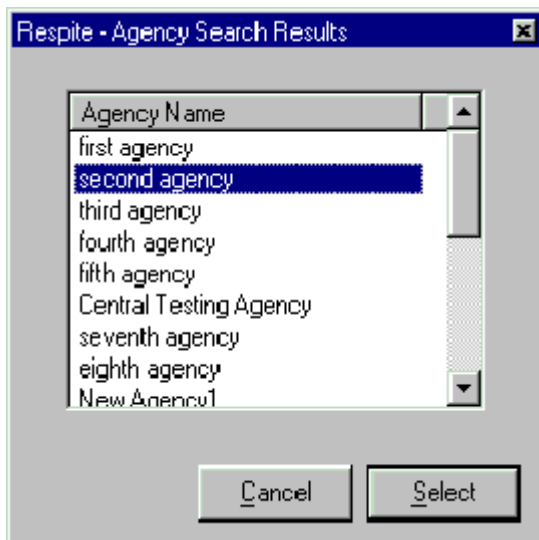 Respite - Agency Search Results
Agency Name
first agency
second agency
third agency
fourth agency
fifth agency
Central Testing Agency
seventh agency
eighth agency
New Agency1
Cancel
Select